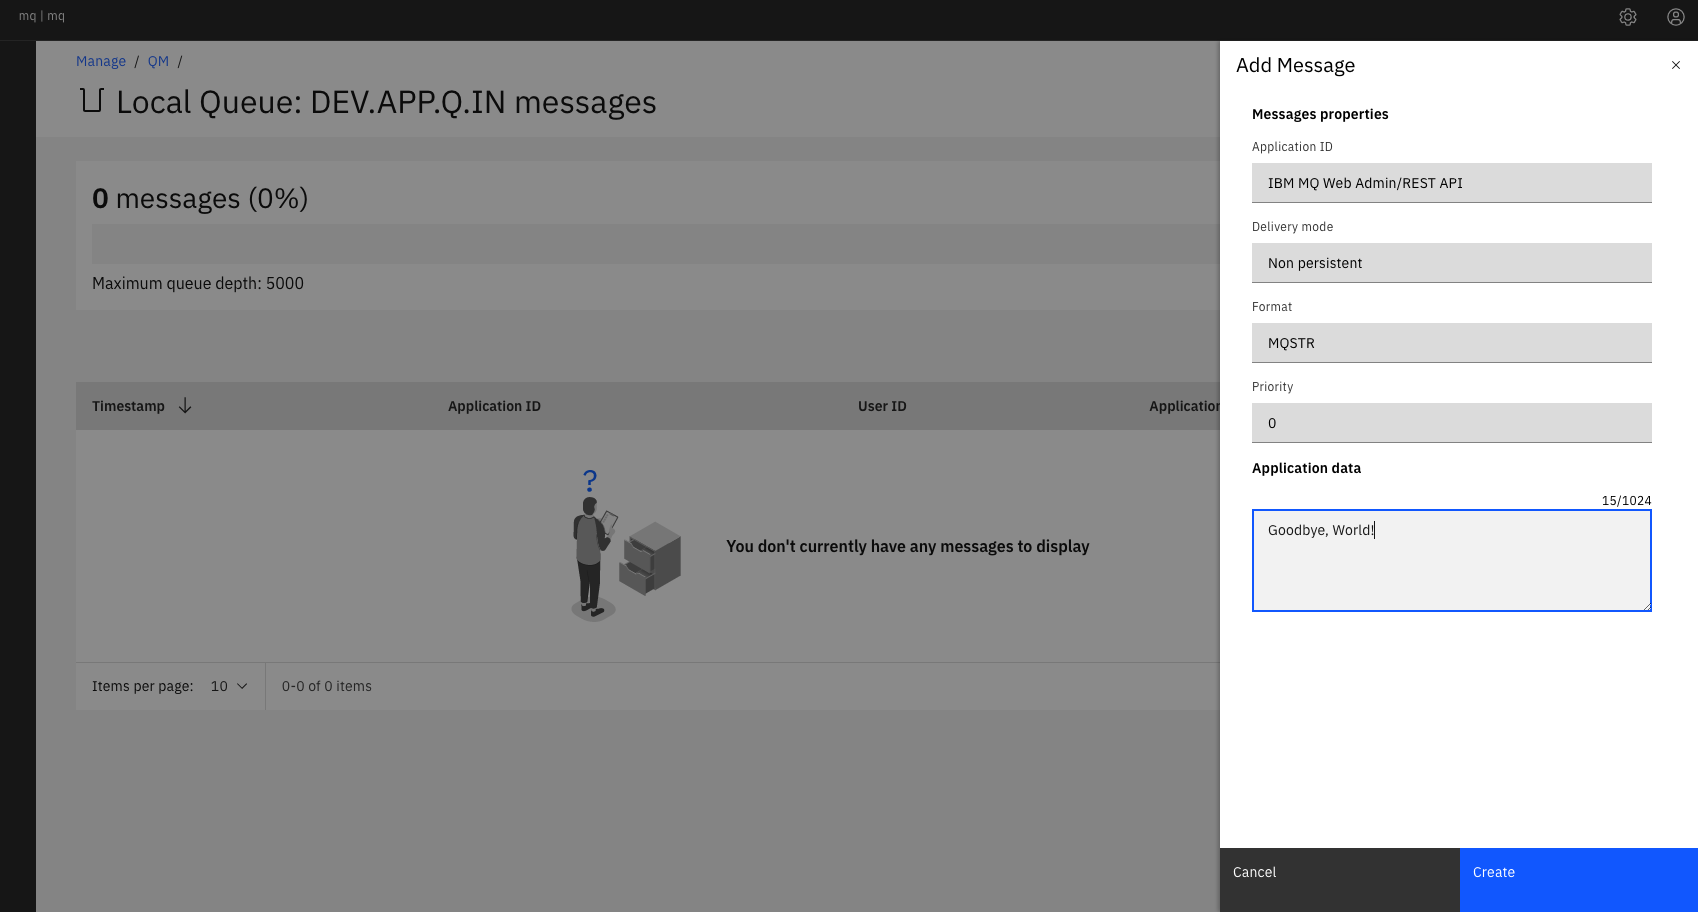 mq | mq
Manage / QM /
Local Queue: DEV.APP.Q.IN messages
0 messages (0%)
Maximum queue depth: 5000
Timestamp Application ID User ID Application
?
You don't currently have any messages to display
Items per page: 10 0-0 of 0 items
Add Message
Messages properties
Application ID
IBM MQ Web Admin/REST API
Delivery mode
Non persistent
Format
MQSTR
Priority
0
Application data
15/1024
Goodbye, World!
Cancel Create